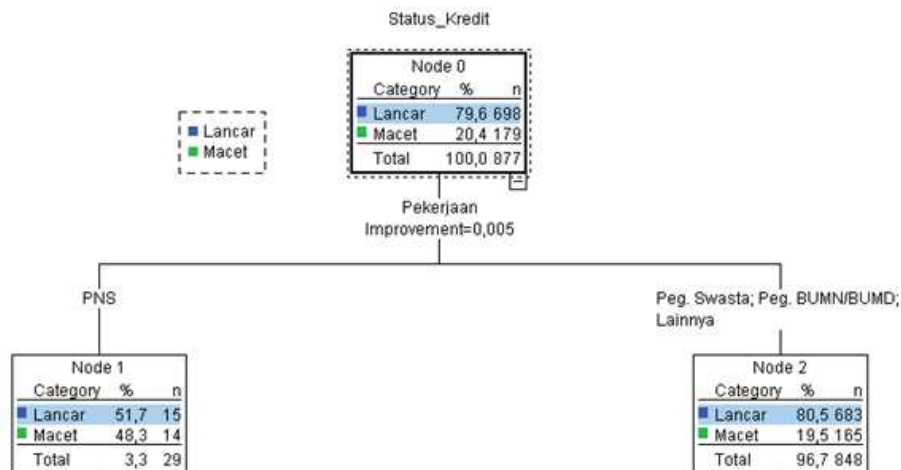 Status_Kredit
Lancar
Macet
Node 0
Category % n
Lancar 79,6 698
Macet 20,4 179
Total 100,0 877
Pekerjaan
Improvement=0,005
PNS
Peg. Swasta; Peg. BUMN/BUMD;
Lainnya
Node 1
Category % n
Lancar 51,7 15
Macet 48,3 14
Total 3,3 29
Node 2
Category % n
Lancar 80,5 683
Macet 19,5 165
Total 96,7 848